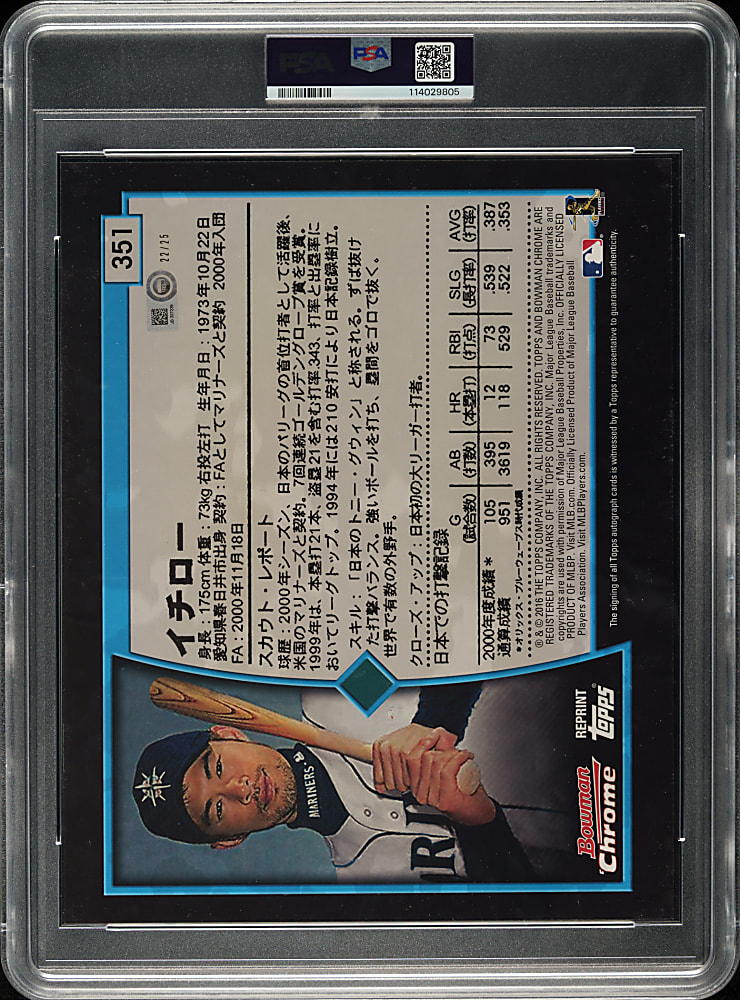 PSA
PSA
114029805
351
22/25
イチロー
身長:175cm 体重:73kg 右投左打 生年月日:1973年10月22日
愛知県春日井市出身 契約:FAとしてマリナーズと契約 2000年入団
FA:2000年11月18日
スカウト・レポート
球歴:2000年シーズン、日本のパリーグの首位打者として活躍後、
米国のマリナーズと契約。7回連続ゴールデングローブ賞を受賞。
1999年は、本塁打21本、盗塁21を含む打率.343、打率と出塁率に
おいてリーグトップ。1994年には210安打により日本記録樹立。
スキル:「日本のトニー・グウィン」と称される。ずば抜け
た打撃バランス。強いボールを打ち、塁間をゴロで抜く。
世界で有数の外野手。
クローズ・アップ、日本初の大リーガー打者。
日本での打撃記録
G AB HR RBI SLG AVG
(試合数) (打数) (本塁打) (打点) (長打率) (打率)
2000年度成績* 105 395 12 73 .539 .387
通算成績 951 3619 118 529 .522 .353
*オリックス・ブルーウェーブス時代の成績
® & © 2016 THE TOPPS COMPANY, INC. ALL RIGHTS RESERVED. TOPPS AND BOWMAN CHROME ARE
REGISTERED TRADEMARKS OF THE TOPPS COMPANY, INC. Major League Baseball trademarks and
copyrights are used with permission of Major League Baseball Properties, Inc. OFFICIALLY LICENSED
PRODUCT OF MLBP. Visit MLB.com. Officially Licensed Product of Major League Baseball
Players Association. Visit MLBPlayers.com.
The signing of all Topps autograph cards is witnessed by a Topps representative to guarantee authenticity.
MARINERS
RI
Bowman
Chrome
REPRINT
Topps®